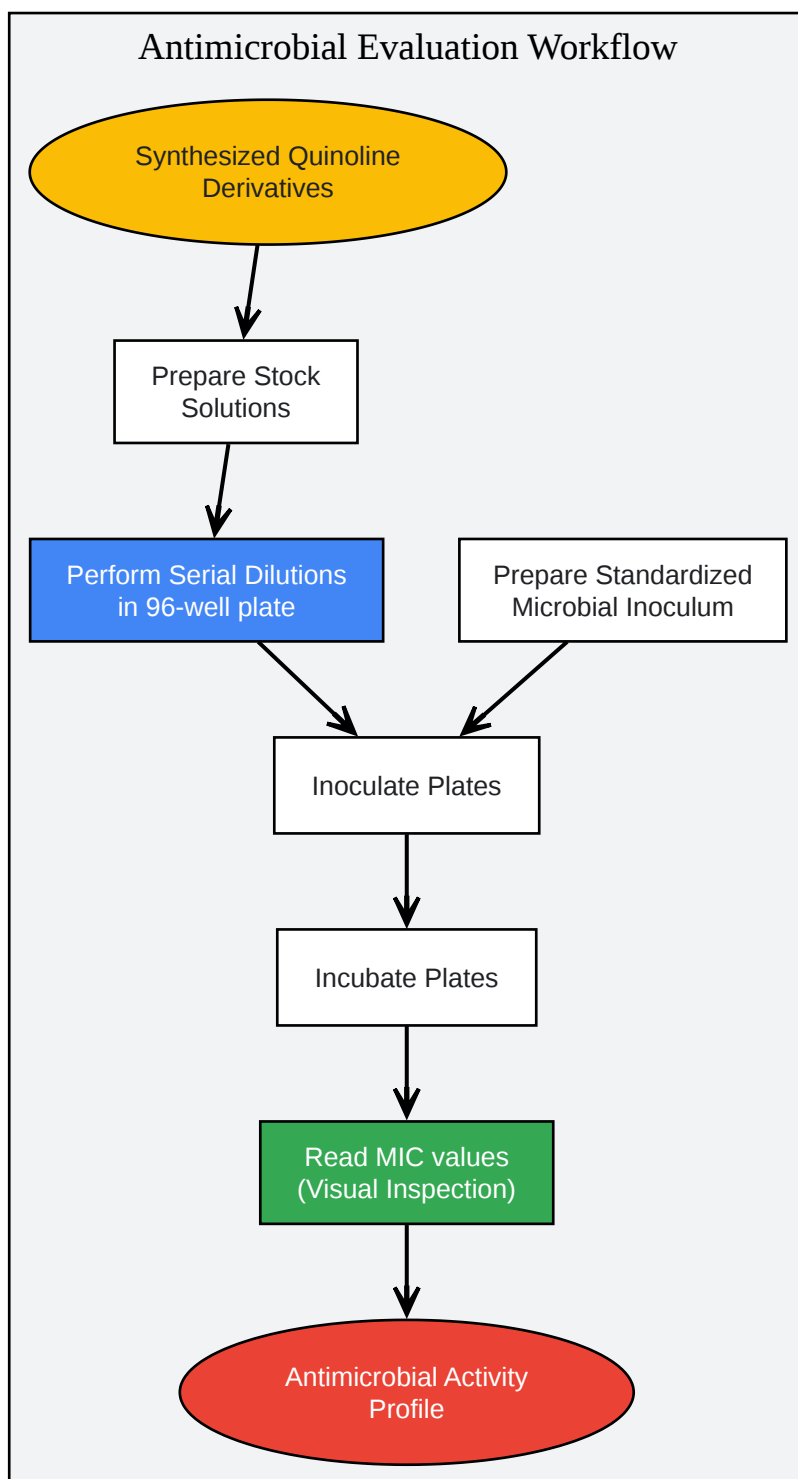 Antimicrobial Evaluation Workflow
Synthesized Quinoline
Derivatives
Prepare Stock
Solutions
Perform Serial Dilutions
in 96-well plate
Prepare Standardized
Microbial Inoculum
Inoculate Plates
Incubate Plates
Read MIC values
(Visual Inspection)
Antimicrobial Activity
Profile